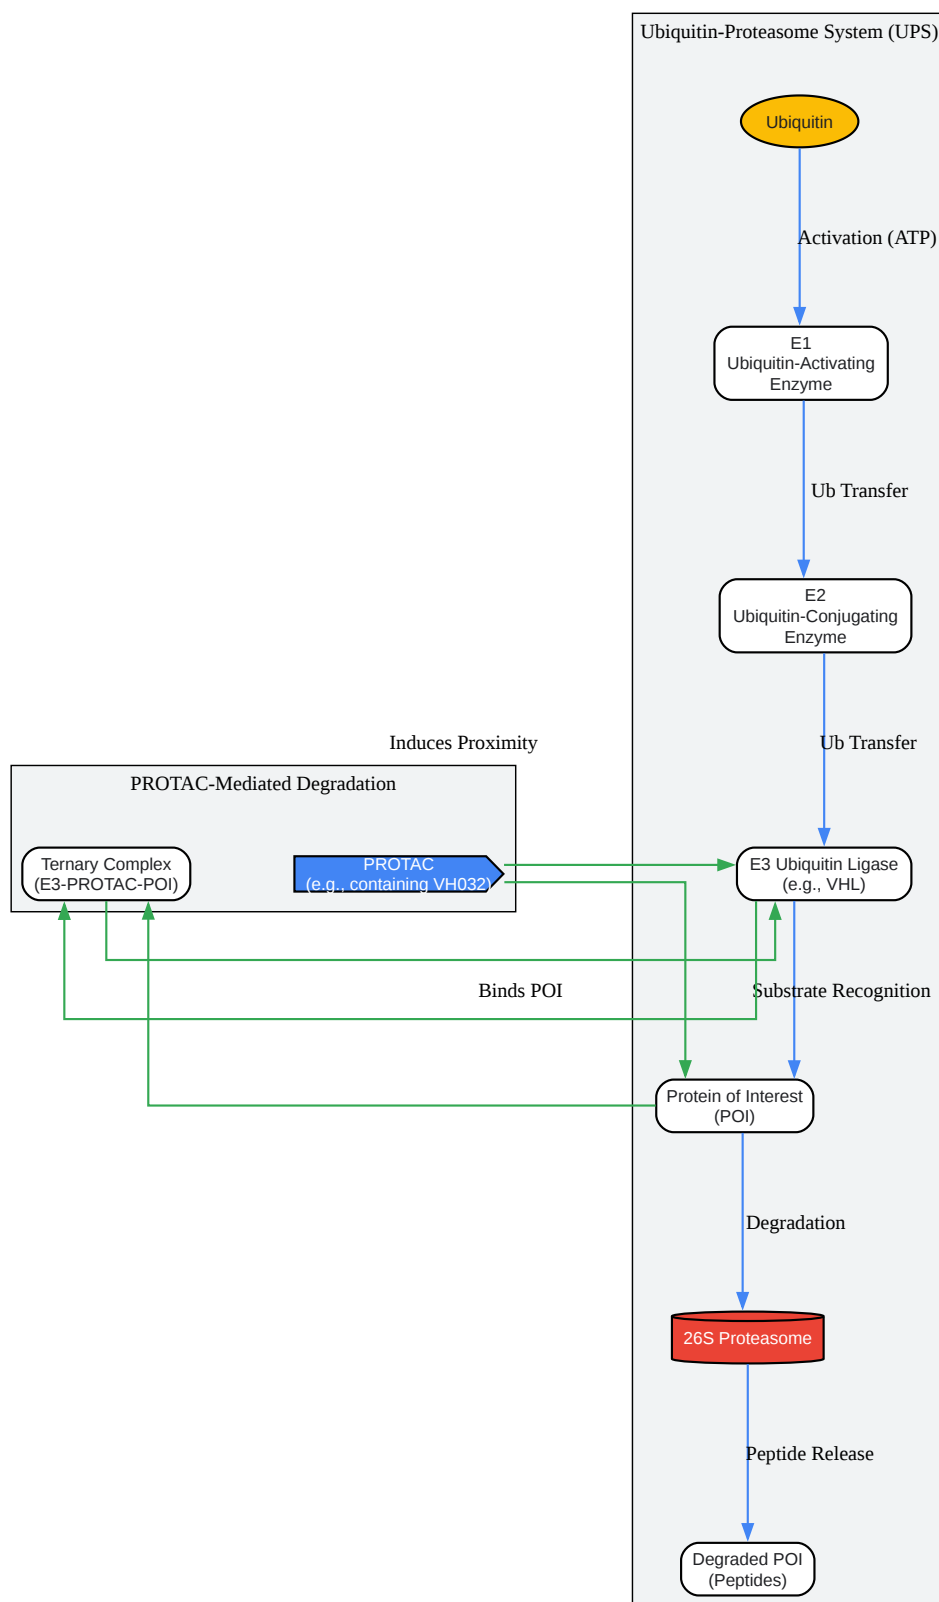 Ubiquitin-Proteasome System (UPS)
Ubiquitin
Activation (ATP)
E1
Ubiquitin-Activating
Enzyme
Ub Transfer
E2
Ubiquitin-Conjugating
Enzyme
Induces Proximity
Ub Transfer
PROTAC-Mediated Degradation
Ternary Complex
(E3-PROTAC-POI)
PROTAC
(e.g., containing VH032)
E3 Ubiquitin Ligase
(e.g., VHL)
Binds POI
Substrate Recognition
Protein of Interest
(POI)
Degradation
26S Proteasome
Peptide Release
Degraded POI
(Peptides)